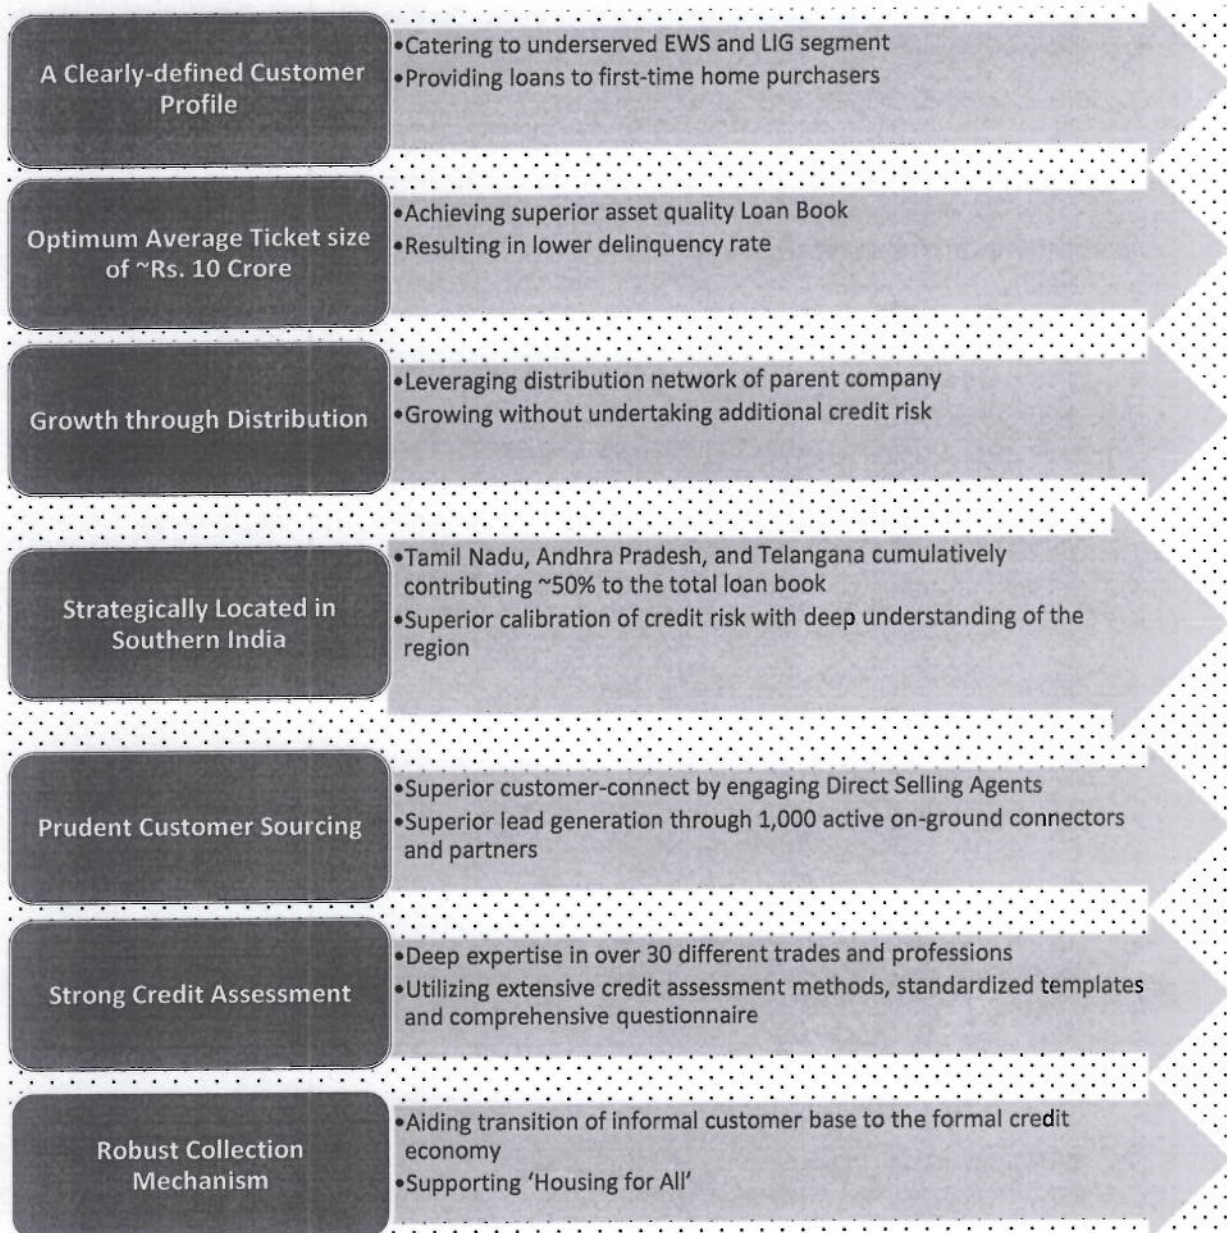 A Clearly-defined Customer
Profile
•Catering to underserved EWS and LIG segment
•Providing loans to first-time home purchasers
Optimum Average Ticket size
of ~Rs. 10 Crore
•Achieving superior asset quality Loan Book
•Resulting in lower delinquency rate
Growth through Distribution
•Leveraging distribution network of parent company
•Growing without undertaking additional credit risk
Strategically Located in
Southern India
•Tamil Nadu, Andhra Pradesh, and Telangana cumulatively
contributing ~50% to the total loan book
•Superior calibration of credit risk with deep understanding of the
region
Prudent Customer Sourcing
•Superior customer-connect by engaging Direct Selling Agents
•Superior lead generation through 1,000 active on-ground connectors
and partners
Strong Credit Assessment
•Deep expertise in over 30 different trades and professions
•Utilizing extensive credit assessment methods, standardized templates
and comprehensive questionnaire
Robust Collection
Mechanism
•Aiding transition of informal customer base to the formal credit
economy
•Supporting ‘Housing for All’